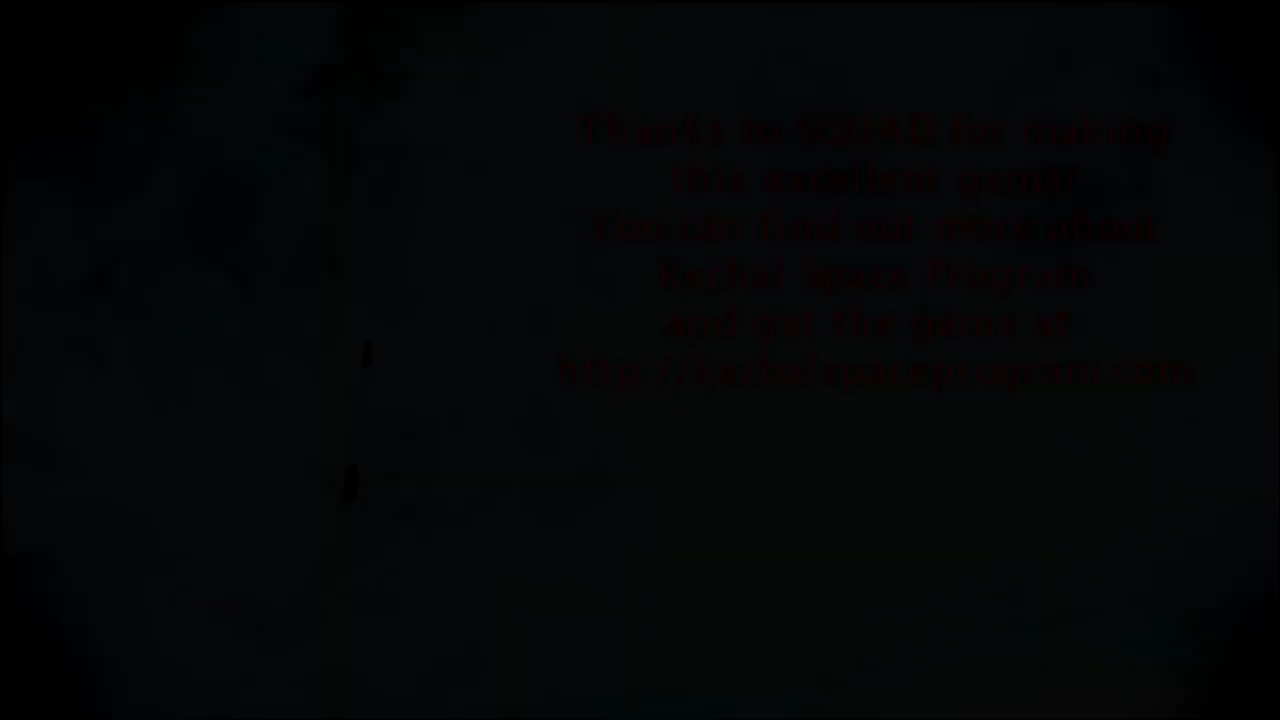 Thanks to SQUAD for making
this excellent game!
You can find out more about
Kerbal Space Program
and get the game at:
http://kerbalspaceprogram.com